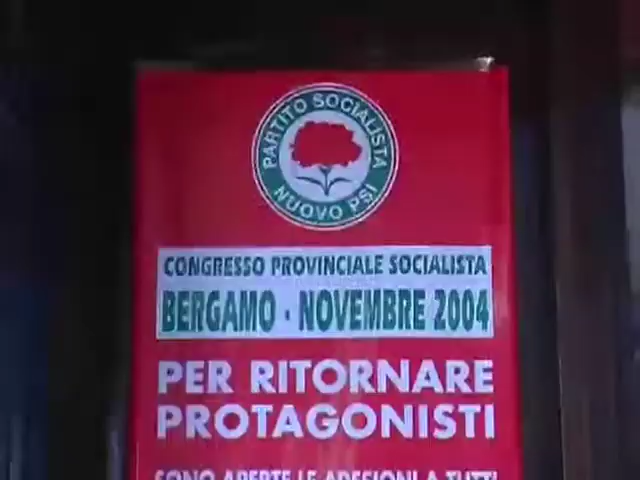 PARTITO SOCIALISTA
NUOVO PSI
CONGRESSO PROVINCIALE SOCIALISTA
BERGAMO - NOVEMBRE 2004
PER RITORNARE
PROTAGONISTI
SONO APERTE LE ADESIONI A TUTTI